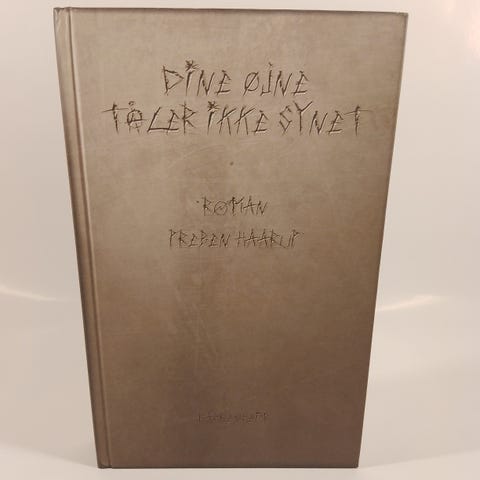 DINE ØJNE
TÅLER IKKE SYNET
ROMAN
PREBEN HAARUP